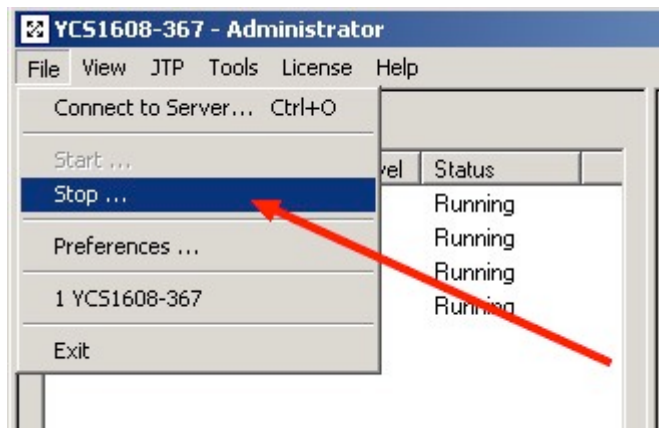 YCS1608-367 - Administrator
File View JTP Tools License Help
Connect to Server... Ctrl+O
Start ...
Stop ...
Preferences ...
1 YCS1608-367
Exit
vel Status
Running
Running
Running
Running